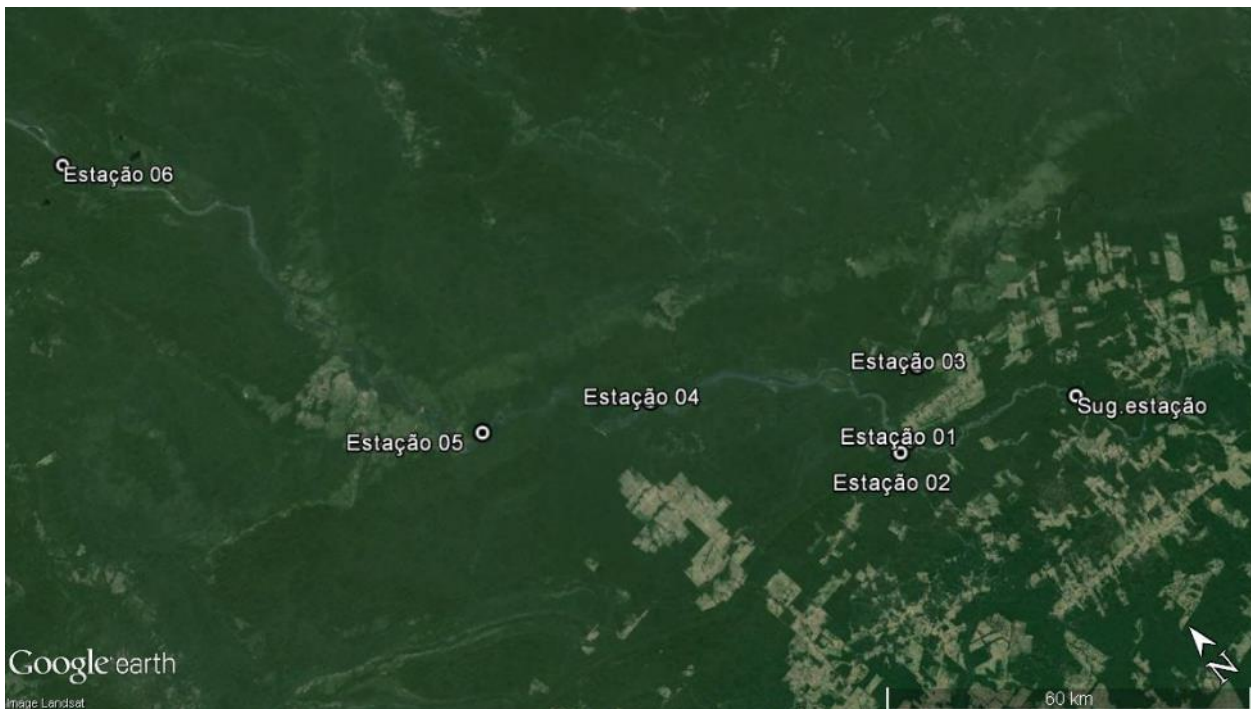 Estação 06
Estação 03
Estação 04
Sug.estação
Estação 01
Estação 05
Estação 02
Google earth
N
60 km
Image Landsat